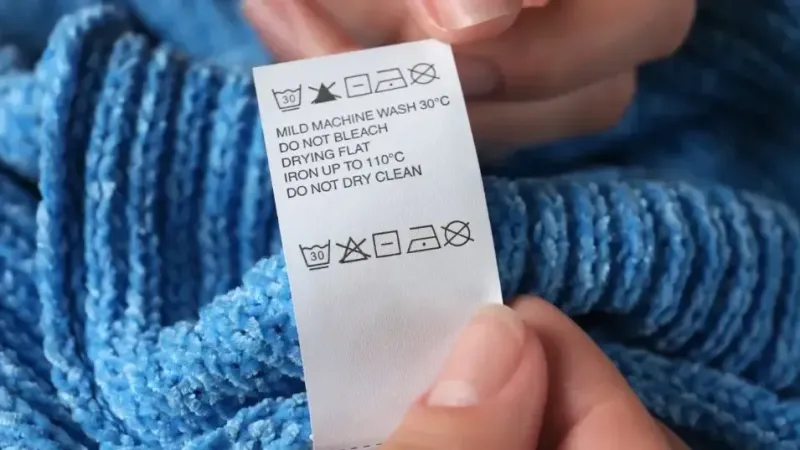 30
MILD MACHINE WASH 30°C
DO NOT BLEACH
DRYING FLAT
IRON UP TO 110°C
DO NOT DRY CLEAN
30